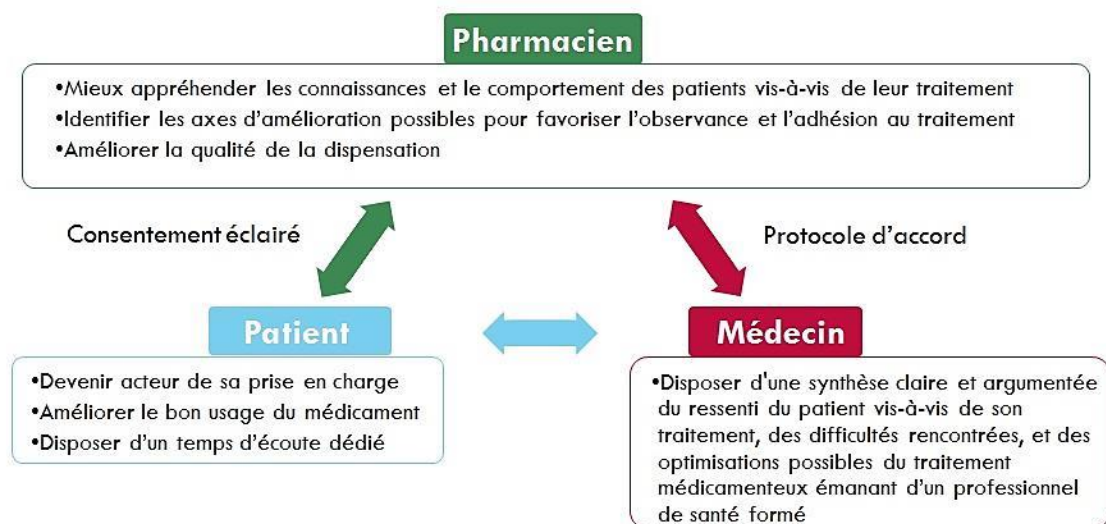 Pharmacien
•Mieux appréhender les connaissances et le comportement des patients vis-à-vis de leur traitement
•Identifier les axes d'amélioration possibles pour favoriser l'observance et l'adhésion au traitement
•Améliorer la qualité de la dispensation
Consentement éclairé
Protocole d'accord
Patient
•Devenir acteur de sa prise en charge
•Améliorer le bon usage du médicament
•Disposer d'un temps d'écoute dédié
Médecin
•Disposer d'une synthèse claire et argumentée
du ressenti du patient vis-à-vis de son
traitement, des difficultés rencontrées, et des
optimisations possibles du traitement
médicamenteux émanant d'un professionnel
de santé formé